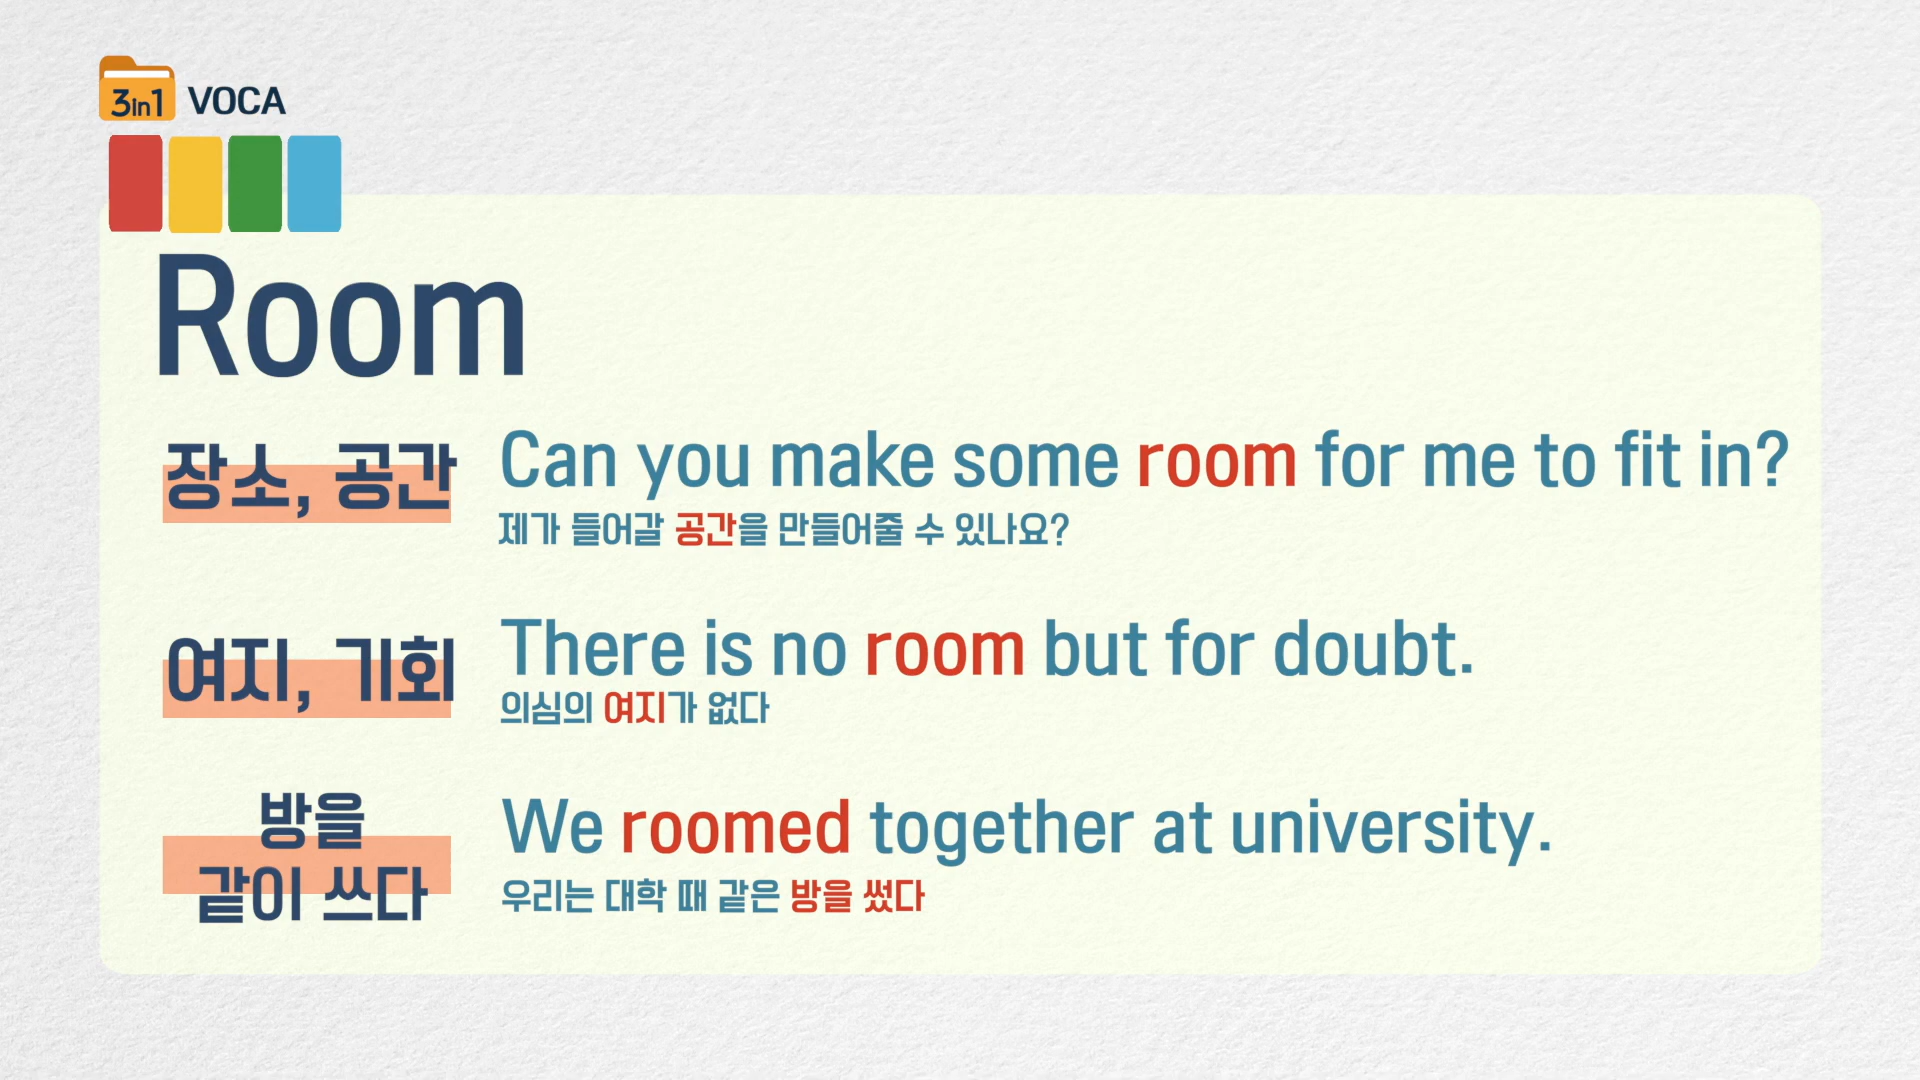 3in1 VOCA
Room
장소, 공간
Can you make some room for me to fit in?
제가 들어갈 공간을 만들어줄 수 있나요?
여지, 기회
There is no room but for doubt.
의심의 여지가 없다
방을
같이 쓰다
We roomed together at university.
우리는 대학 때 같은 방을 썼다